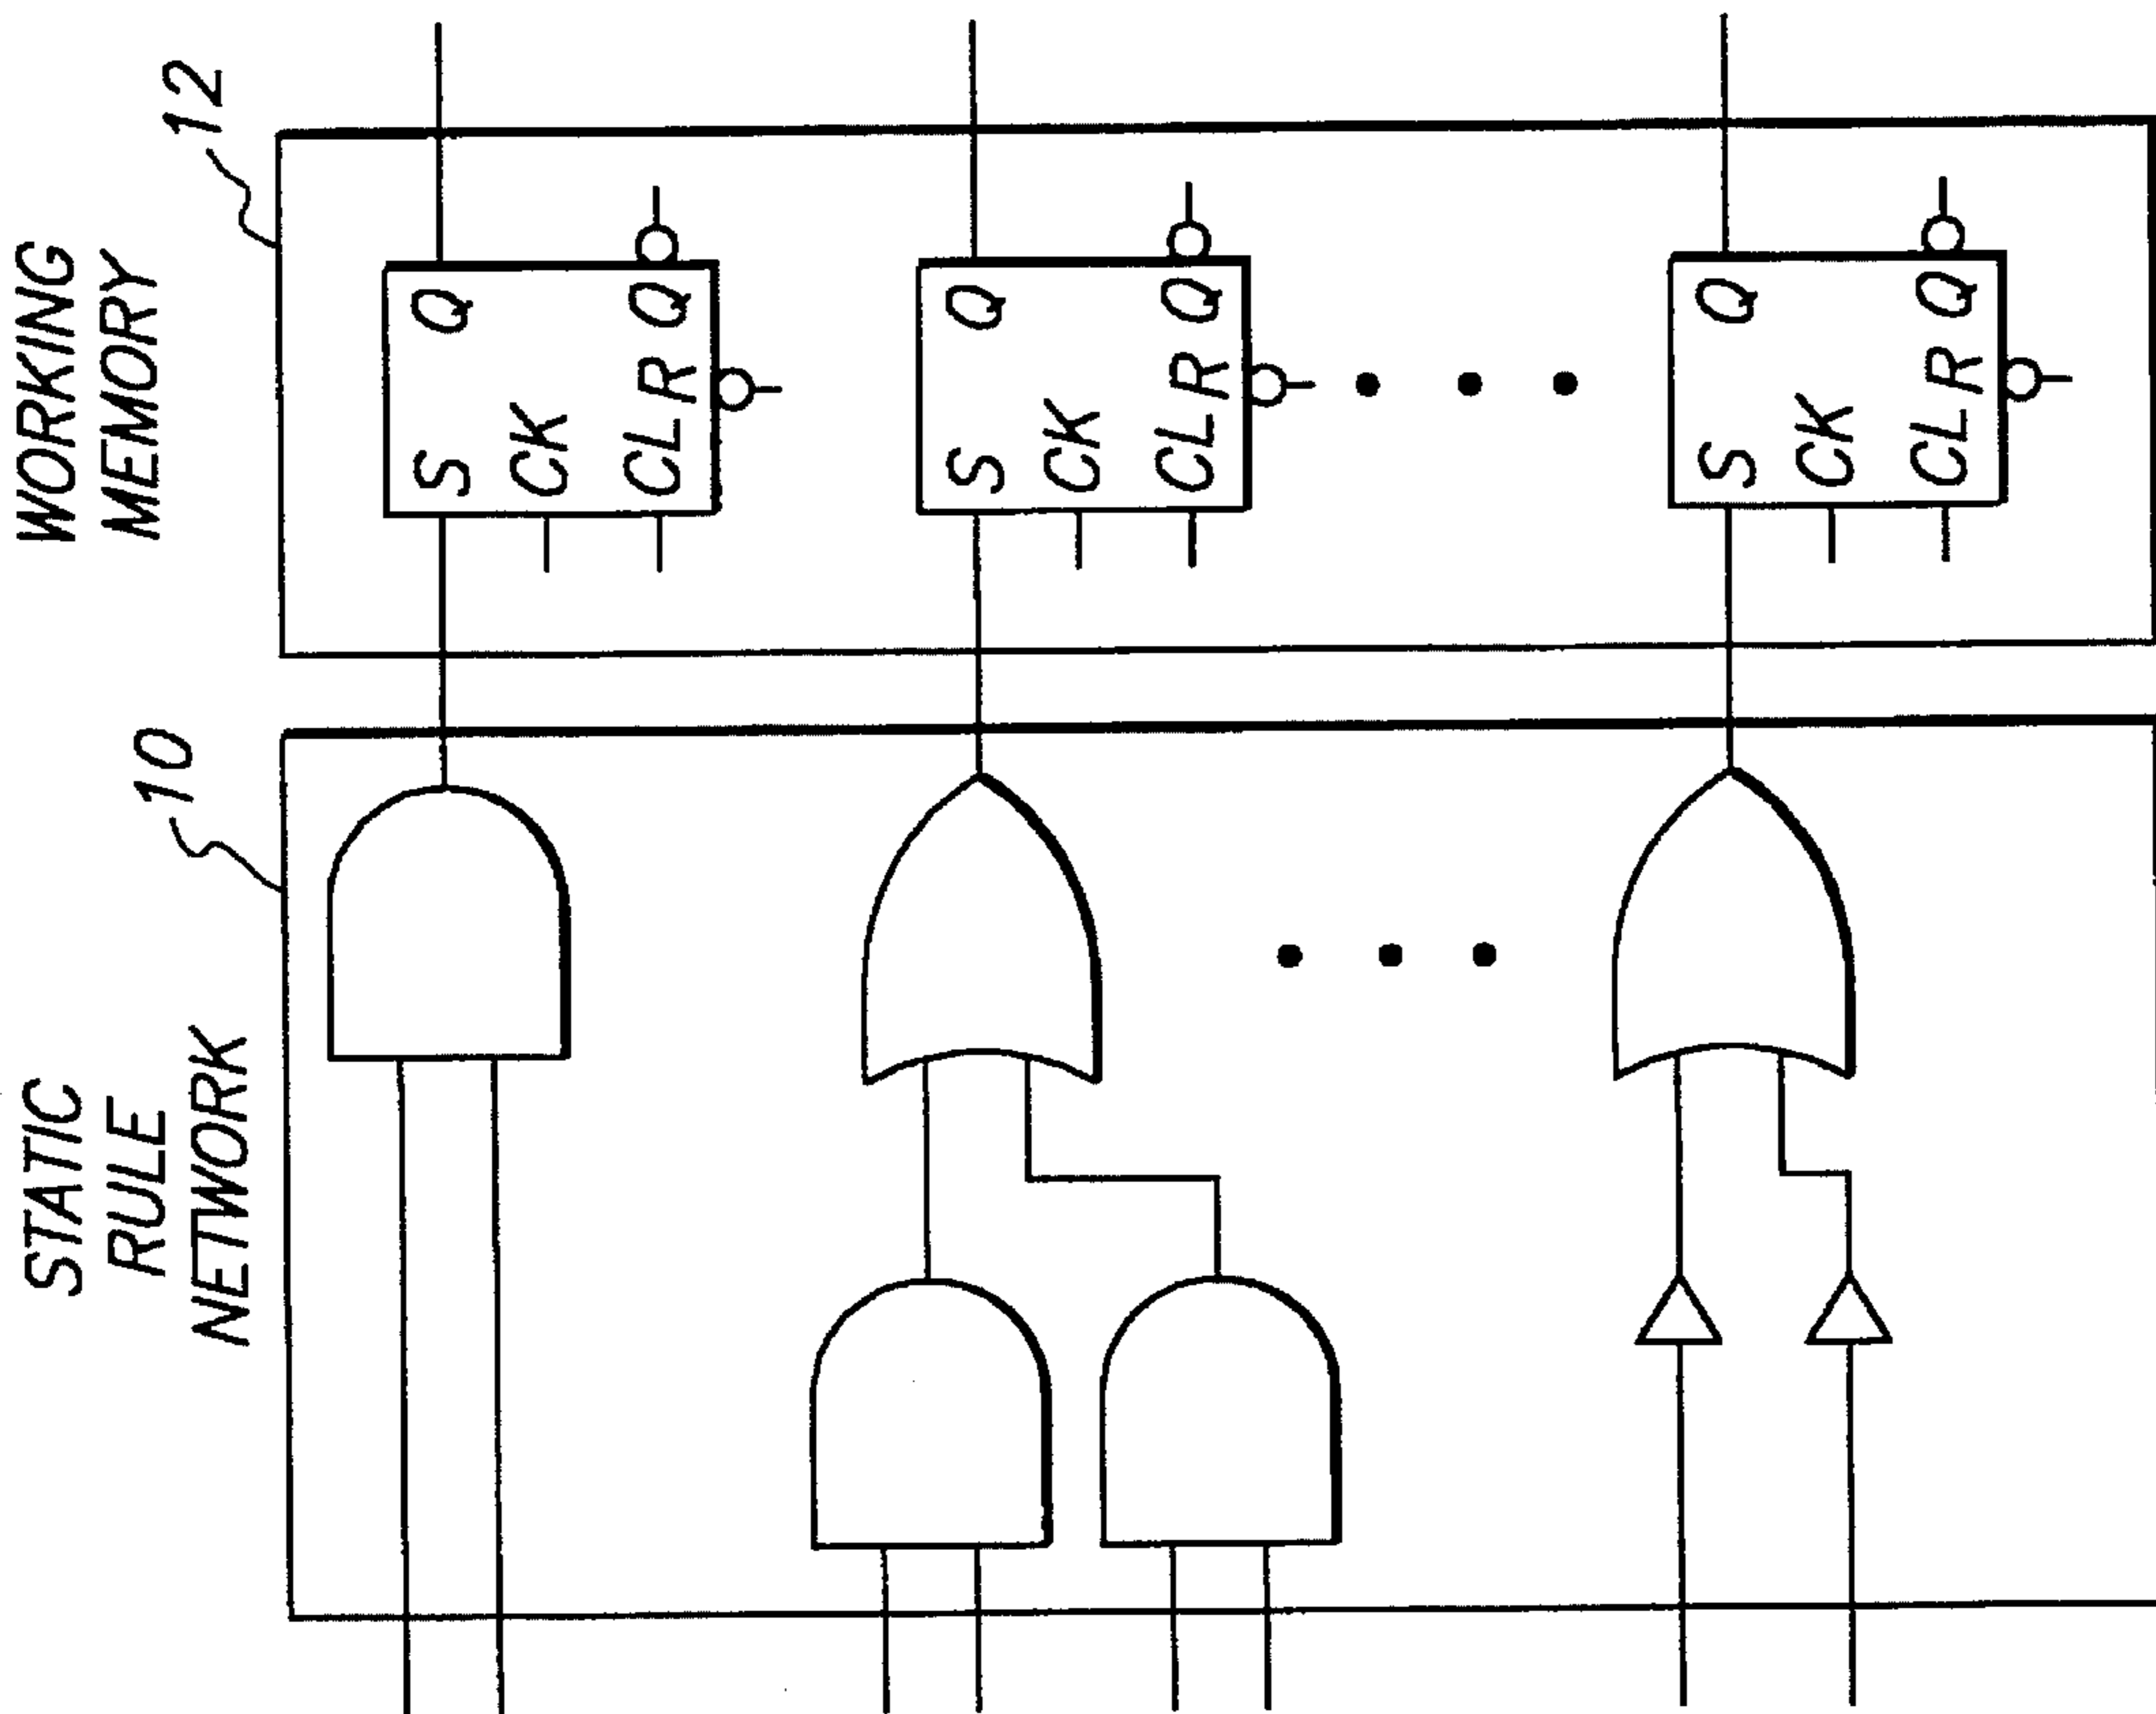 STATIC
RULE
NETWORK
10
WORKING
MEMORY
12
S Q
CK
CLR Q
S Q
CK
CLR Q
S Q
CK
CLR Q